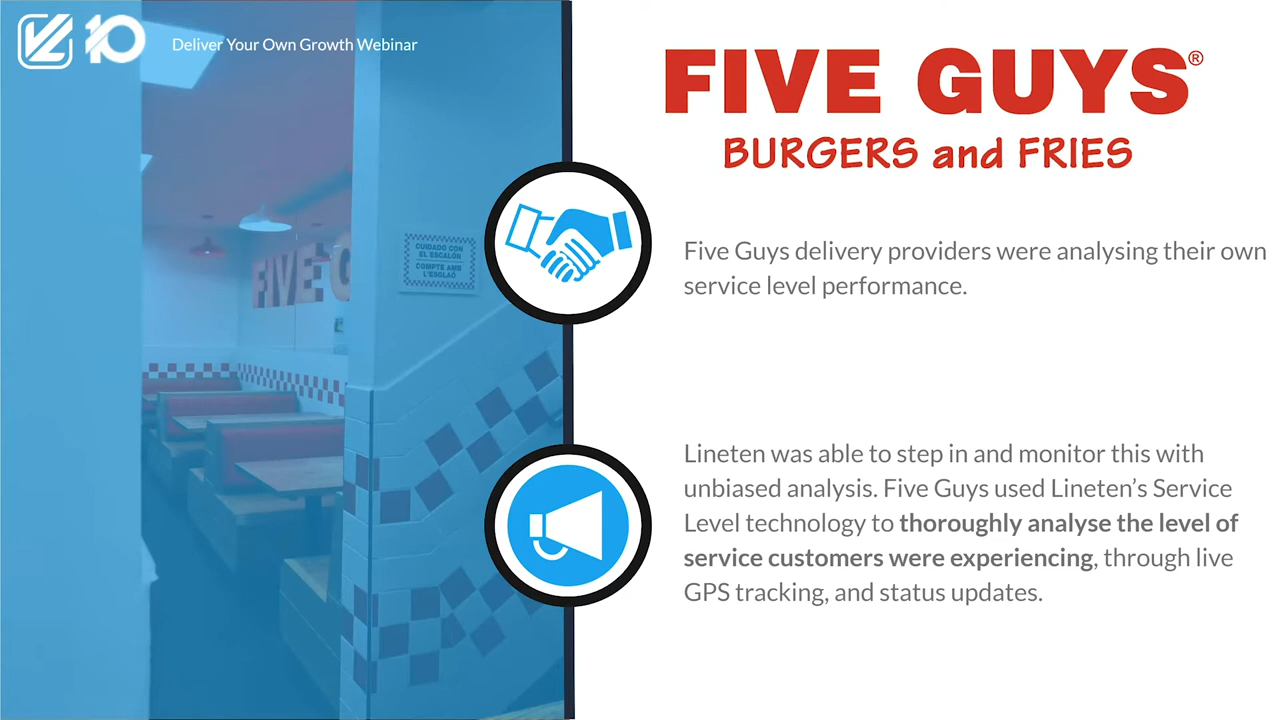 10
Deliver Your Own Growth Webinar
FIVE GUYS®
BURGERS and FRIES
FIVE G
CUIDADO CON
EL ESCALÓN
COMPTE AMB
L'ESGLAÓ
Five Guys delivery providers were analysing their own
service level performance.
Lineten was able to step in and monitor this with
unbiased analysis. Five Guys used Lineten’s Service
Level technology to thoroughly analyse the level of
service customers were experiencing, through live
GPS tracking, and status updates.